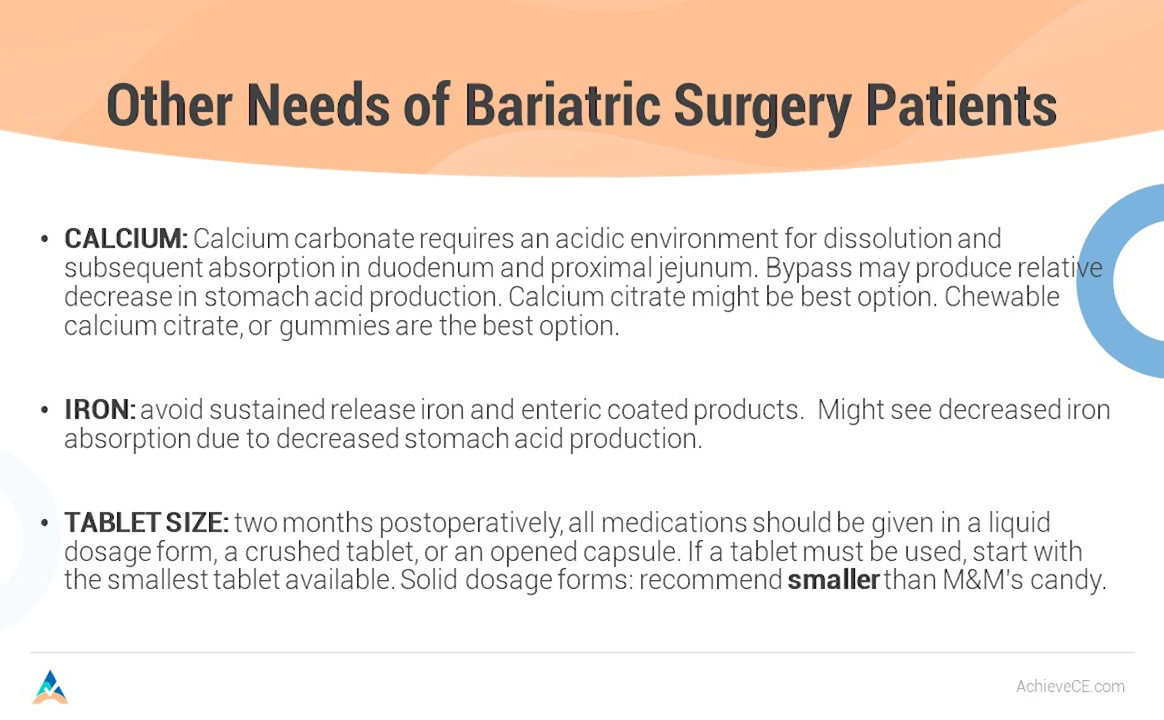 Other Needs of Bariatric Surgery Patients
• CALCIUM: Calcium carbonate requires an acidic environment for dissolution and
subsequent absorption in duodenum and proximal jejunum. Bypass may produce relative
decrease in stomach acid production. Calcium citrate might be best option. Chewable
calcium citrate, or gummies are the best option.
• IRON: avoid sustained release iron and enteric coated products. Might see decreased iron
absorption due to decreased stomach acid production.
• TABLET SIZE: two months postoperatively, all medications should be given in a liquid
dosage form, a crushed tablet, or an opened capsule. If a tablet must be used, start with
the smallest tablet available. Solid dosage forms: recommend smaller than M&M's candy.
AchieveCE.com